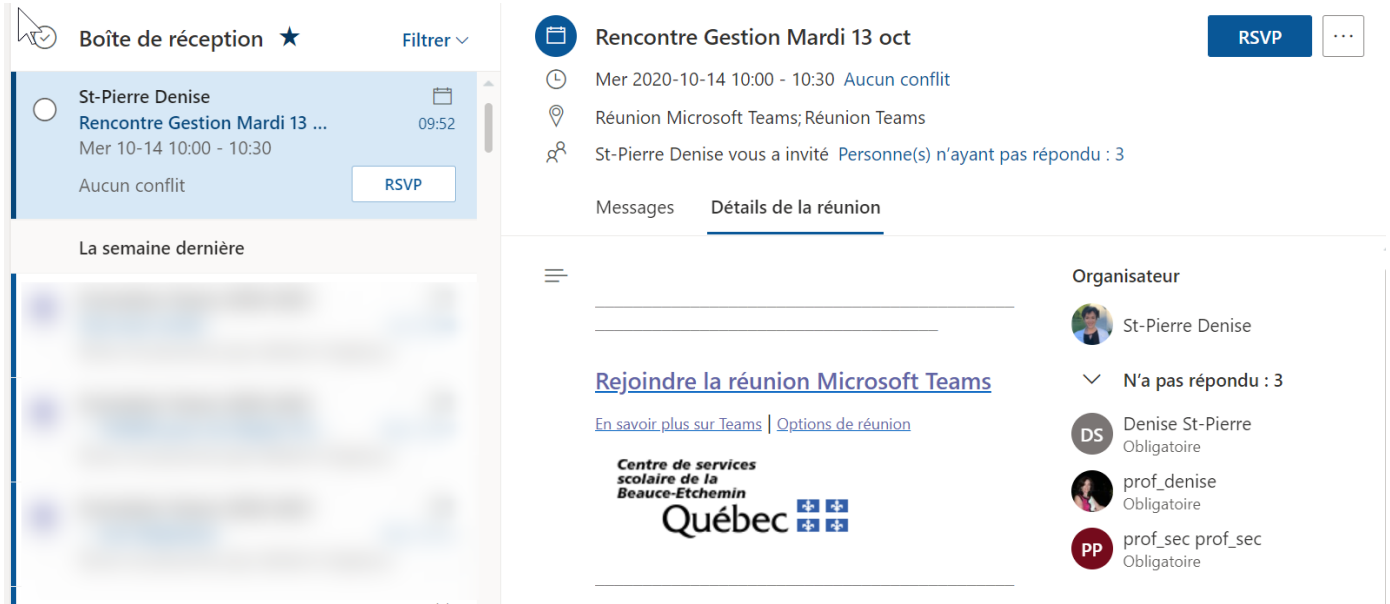 Boîte de réception ★ Filtrer
St-Pierre Denise
Rencontre Gestion Mardi 13 ... 09:52
Mer 10-14 10:00 - 10:30
Aucun conflit RSVP
La semaine dernière
Rencontre Gestion Mardi 13 oct RSVP ...
Mer 2020-10-14 10:00 - 10:30 Aucun conflit
Réunion Microsoft Teams; Réunion Teams
St-Pierre Denise vous a invité Personne(s) n’ayant pas répondu : 3
Messages Détails de la réunion
Rejoindre la réunion Microsoft Teams
En savoir plus sur Teams | Options de réunion
Centre de services
scolaire de la
Beauce-Etchemin
Québec
Organisateur
St-Pierre Denise
N’a pas répondu : 3
DS Denise St-Pierre
Obligatoire
prof_denise
Obligatoire
PP prof_sec prof_sec
Obligatoire